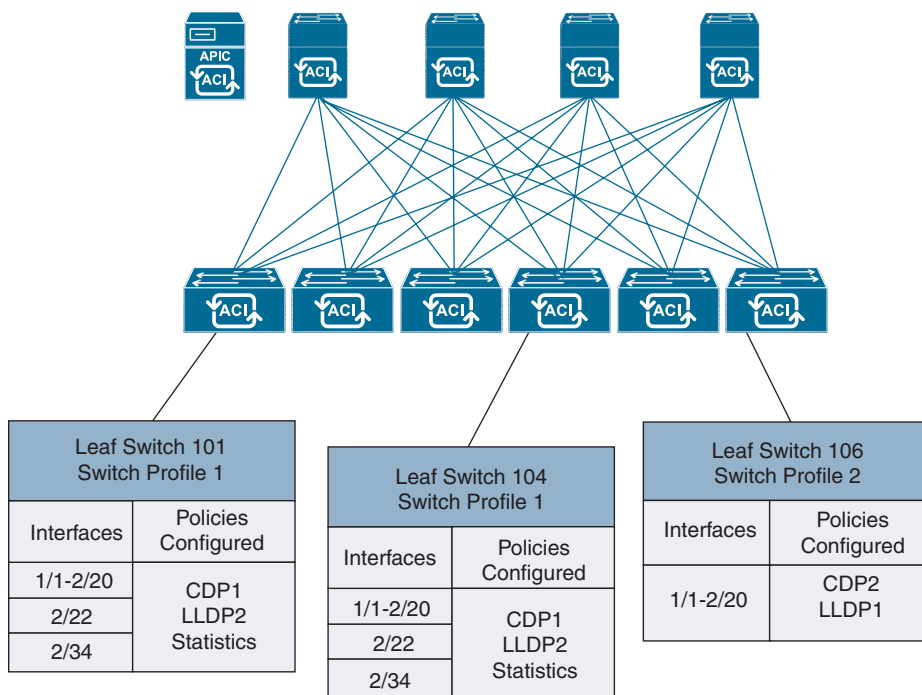 APIC
ACI
ACI
ACI
ACI
ACI
ACI
ACI
ACI
ACI
ACI
ACI
Leaf Switch 101
Switch Profile 1
Interfaces
Policies
Configured
1/1-2/20
2/22
2/34
CDP1
LLDP2
Statistics
Leaf Switch 104
Switch Profile 1
Interfaces
Policies
Configured
1/1-2/20
2/22
2/34
CDP1
LLDP2
Statistics
Leaf Switch 106
Switch Profile 2
Interfaces
Policies
Configured
1/1-2/20
CDP2
LLDP1